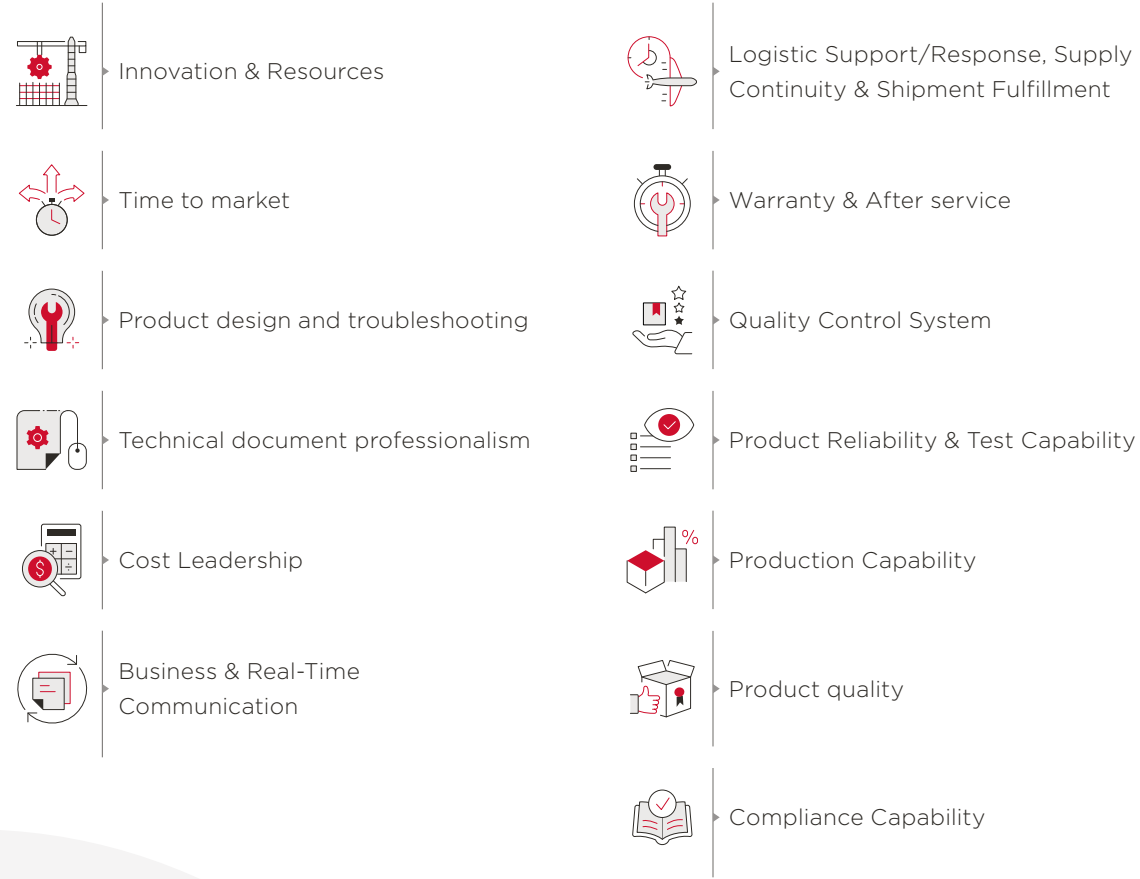 Innovation & Resources
Time to market
Product design and troubleshooting
Technical document professionalism
Cost Leadership
Business & Real-Time
Communication
Logistic Support/Response, Supply
Continuity & Shipment Fulfillment
Warranty & After service
Quality Control System
Product Reliability & Test Capability
%
Production Capability
Product quality
Compliance Capability